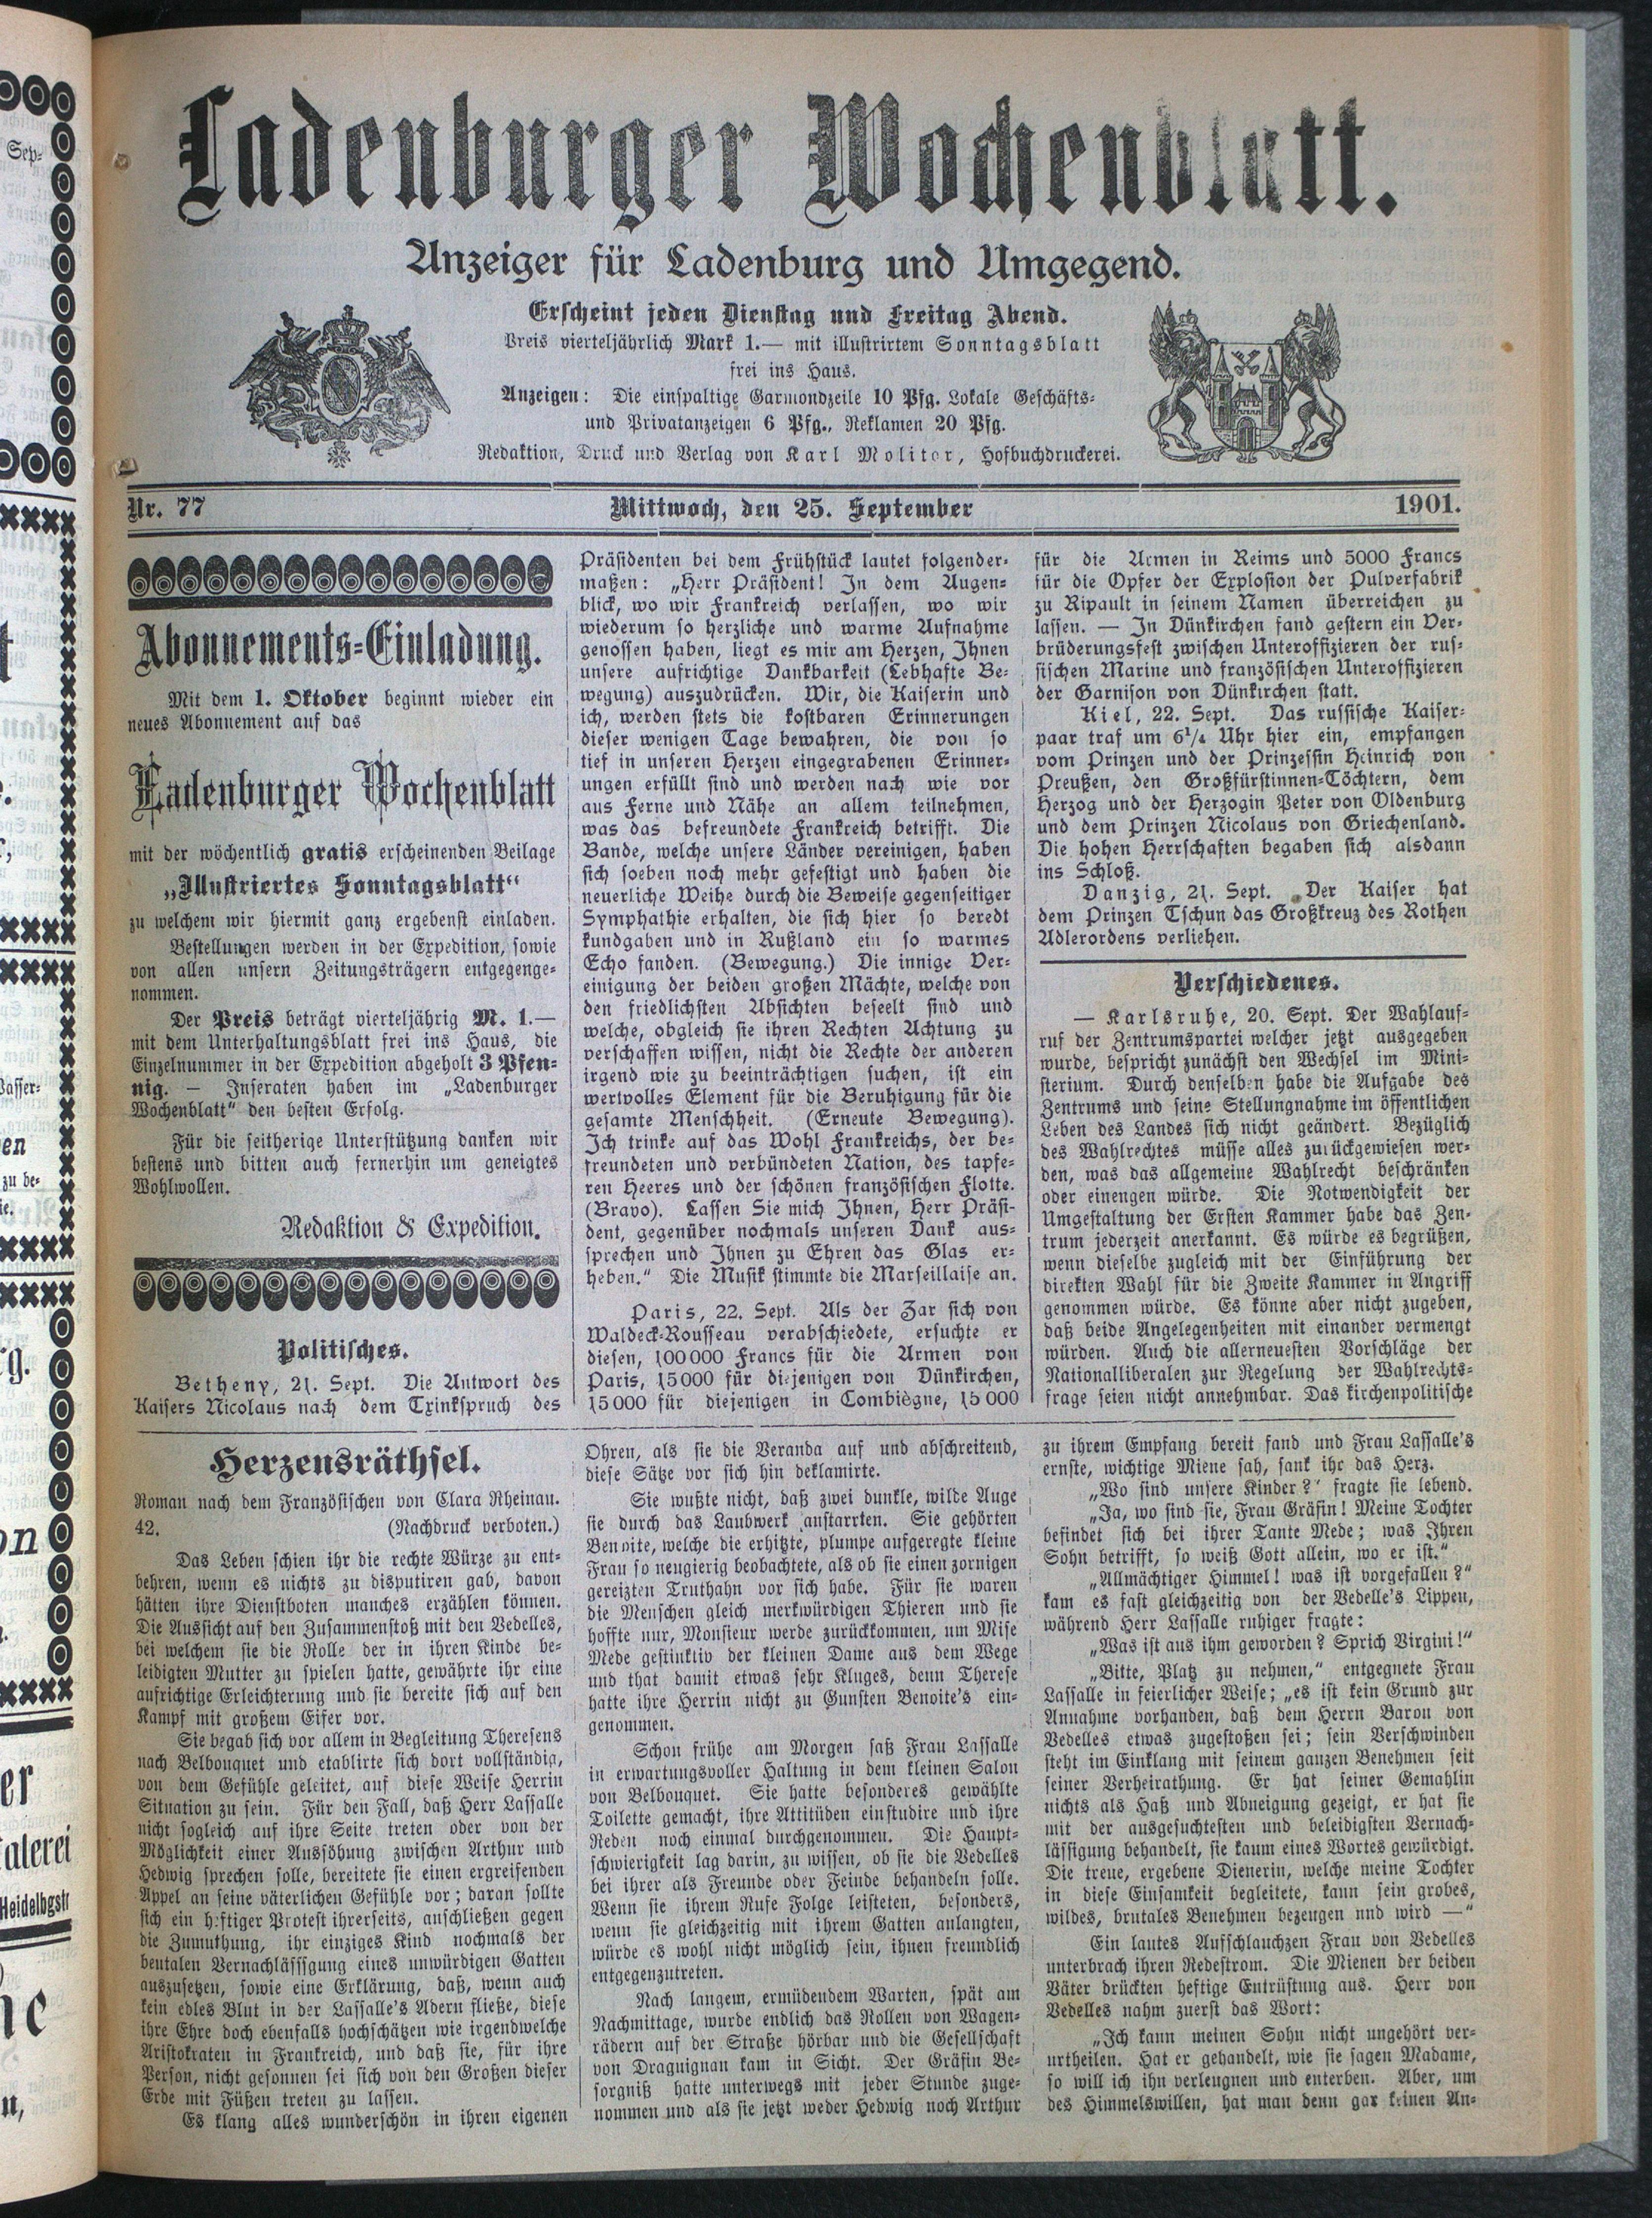 Ladenburger Wochenblatt.
Anzeiger für Ladenburg und Umgegend.
Erscheint jeden Dienstag und Freitag Abend.
Preis vierteljährlich Mark 1.— mit illustrirtem Sonntagsblatt
frei ins Haus.
Anzeigen: Die einspaltige Garmondzeile 10 Pfg. Lokale Geschäfts-
und Privatanzeigen 6 Pfg., Reklamen 20 Pfg.
Redaktion, Druck und Verlag von Karl Molitor, Hofbuchdruckerei.
Nr. 77
Mittwoch, den 25. September
1901.
Abonnements-Einladung.
Mit dem 1. Oktober beginnt wieder ein
neues Abonnement auf das
Ladenburger Wochenblatt
mit der wöchentlich gratis erscheinenden Beilage
„Illustriertes Sonntagsblatt“
zu welchem wir hiermit ganz ergebenst einladen.
Bestellungen werden in der Expedition, sowie
von allen unsern Zeitungsträgern entgegenge-
nommen.
Der Preis beträgt vierteljährig M. 1.—
mit dem Unterhaltungsblatt frei ins Haus, die
Einzelnummer in der Expedition abgeholt 3 Pfen-
nig. — Inseraten haben im „Ladenburger
Wochenblatt“ den besten Erfolg.
Für die seitherige Unterstützung danken wir
bestens und bitten auch fernerhin um geneigtes
Wohlwollen.
Redaktion & Expedition.
Politisches.
Betheny, 21. Sept. Die Antwort des
Kaisers Nicolaus nach dem Trinkspruch des
Präsidenten bei dem Frühstück lautet folgender-
maßen: „Herr Präsident! In dem Augen-
blick, wo wir Frankreich verlassen, wo wir
wiederum so herzliche und warme Aufnahme
genossen haben, liegt es mir am Herzen, Ihnen
unsere aufrichtige Dankbarkeit (Lebhafte Be-
wegung) auszudrücken. Wir, die Kaiserin und
ich, werden stets die kostbaren Erinnerungen
dieser wenigen Tage bewahren, die von so
tief in unseren Herzen eingegrabenen Erinner-
ungen erfüllt sind und werden nach wie vor
aus Ferne und Nähe an allem teilnehmen,
was das befreundete Frankreich betrifft. Die
Bande, welche unsere Länder vereinigen, haben
sich soeben noch mehr gefestigt und haben die
neuerliche Weihe durch die Beweise gegenseitiger
Symphathie erhalten, die sich hier so beredt
kundgaben und in Rußland ein so warmes
Echo fanden. (Bewegung.) Die innige Ver-
einigung der beiden großen Mächte, welche von
den friedlichsten Absichten beseelt sind und
welche, obgleich sie ihren Rechten Achtung zu
verschaffen wissen, nicht die Rechte der anderen
irgend wie zu beeinträchtigen suchen, ist ein
wertvolles Element für die Beruhigung für die
gesamte Menschheit. (Erneute Bewegung).
Ich trinke auf das Wohl Frankreichs, der be-
freundeten und verbündeten Nation, des tapfe-
ren Heeres und der schönen französischen Flotte.
(Bravo). Lassen Sie mich Ihnen, Herr Präsi-
dent, gegenüber nochmals unseren Dank aus-
sprechen und Ihnen zu Ehren das Glas er-
heben.“ Die Musik stimmte die Marseillaise an.
Paris, 22. Sept. Als der Zar sich von
Waldeck-Rousseau verabschiedete, ersuchte er
diesen, 100 000 Francs für die Armen von
Paris, 15 000 für diejenigen von Dünkirchen,
15 000 für diejenigen in Combiègne, 15 000
für die Armen in Reims und 5000 Francs
für die Opfer der Explosion der Pulverfabrik
zu Ripault in seinem Namen überreichen zu
lassen. — In Dünkirchen fand gestern ein Ver-
brüderungsfest zwischen Unteroffizieren der rus-
sischen Marine und französischen Unteroffizieren
der Garnison von Dünkirchen statt.
Kiel, 22. Sept. Das russische Kaiser-
paar traf um 6¼ Uhr hier ein, empfangen
vom Prinzen und der Prinzessin Heinrich von
Preußen, den Großfürstinnen-Töchtern, dem
Herzog und der Herzogin Peter von Oldenburg
und dem Prinzen Nicolaus von Griechenland.
Die hohen Herrschaften begaben sich alsdann
ins Schloß.
Danzig, 21. Sept. Der Kaiser hat
dem Prinzen Tschun das Großkreuz des Rothen
Adlerordens verliehen.
Verschiedenes.
— Karlsruhe, 20. Sept. Der Wahlauf-
ruf der Zentrumspartei welcher jetzt ausgegeben
wurde, bespricht zunächst den Wechsel im Mini-
sterium. Durch denselben habe die Aufgabe des
Zentrums und seine Stellungnahme im öffentlichen
Leben des Landes sich nicht geändert. Bezüglich
des Wahlrechtes müsse alles zurückgewiesen wer-
den, was das allgemeine Wahlrecht beschränken
oder einengen würde. Die Notwendigkeit der
Umgestaltung der Ersten Kammer habe das Zen-
trum jederzeit anerkannt. Es würde es begrüßen,
wenn dieselbe zugleich mit der Einführung der
direkten Wahl für die Zweite Kammer in Angriff
genommen würde. Es könne aber nicht zugeben,
daß beide Angelegenheiten mit einander vermengt
würden. Auch die allerneuesten Vorschläge der
Nationalliberalen zur Regelung der Wahlrechts-
frage seien nicht annehmbar. Das kirchenpolitische
Herzensräthsel.
Roman nach dem Französischen von Clara Rheinau.
42. (Nachdruck verboten.)
Das Leben schien ihr die rechte Würze zu ent-
behren, wenn es nichts zu disputiren gab, davon
hätten ihre Dienstboten manches erzählen können.
Die Aussicht auf den Zusammenstoß mit den Vedelles,
bei welchem sie die Rolle der in ihren Kinde be-
leidigten Mutter zu spielen hatte, gewährte ihr eine
aufrichtige Erleichterung und sie bereite sich auf den
Kampf mit großem Eifer vor.
Sie begab sich vor allem in Begleitung Theresens
nach Belbouquet und etablirte sich dort vollständig,
von dem Gefühle geleitet, auf diese Weise Herrin
Situation zu sein. Für den Fall, daß Herr Lassalle
nicht sogleich auf ihre Seite treten oder von der
Möglichkeit einer Aussöhung zwischen Arthur und
Hedwig sprechen solle, bereitete sie einen ergreifenden
Appel an seine väterlichen Gefühle vor; daran sollte
sich ein heftiger Protest ihrerseits, anschließen gegen
die Zumuthung, ihr einziges Kind nochmals der
beutalen Vernachlässsgung eines unwürdigen Gatten
auszusetzen, sowie eine Erklärung, daß, wenn auch
kein edles Blut in der Lassalle's Adern fließe, diese
ihre Ehre doch ebenfalls hochschätzen wie irgendwelche
Aristokraten in Frankreich, und daß sie, für ihre
Person, nicht gesonnen sei sich von den Großen dieser
Erde mit Füßen treten zu lassen.
Es klang alles wunderschön in ihren eigenen
Ohren, als sie die Veranda auf und abschreitend,
diese Sätze vor sich hin deklamirte.
Sie wußte nicht, daß zwei dunkle, wilde Auge
sie durch das Laubwerk anstarrten. Sie gehörten
Benoite, welche die erhitzte, plumpe aufgeregte kleine
Frau so neugierig beobachtete, als ob sie einen zornigen
gereizten Truthahn vor sich habe. Für sie waren
die Menschen gleich merkwürdigen Thieren und sie
hoffte nur, Monsieur werde zurückkommen, um Mise
Mede gestinktiv der kleinen Dame aus dem Wege
und that damit etwas sehr Kluges, denn Therese
hatte ihre Herrin nicht zu Gunsten Benoite's ein-
genommen.
Schon frühe am Morgen saß Frau Lassalle
in erwartungsvoller Haltung in dem kleinen Salon
von Belbouquet. Sie hatte besonderes gewählte
Toilette gemacht, ihre Attitüden einstudire und ihre
Reden noch einmal durchgenommen. Die Haupt-
schwierigkeit lag darin, zu wissen, ob sie die Vedelles
bei ihrer als Freunde oder Feinde behandeln solle.
Wenn sie ihrem Rufe Folge leisteten, besonders,
wenn sie gleichzeitig mit ihrem Gatten anlangten,
würde es wohl nicht möglich sein, ihnen freundlich
entgegenzutreten.
Nach langem, ermüdendem Warten, spät am
Nachmittage, wurde endlich das Rollen von Wagen-
rädern auf der Straße hörbar und die Gesellschaft
von Draguignan kam in Sicht. Der Gräfin Be-
sorgniß hatte unterwegs mit jeder Stunde zuge-
nommen und als sie jetzt weder Hedwig noch Arthur
zu ihrem Empfang bereit fand und Frau Lassalle's
ernste, wichtige Miene sah, sank ihr das Herz.
„Wo sind unsere Kinder?“ fragte sie lebend.
„Ja, wo sind sie, Frau Gräfin! Meine Tochter
befindet sich bei ihrer Tante Mede; was Ihren
Sohn betrifft, so weiß Gott allein, wo er ist.“
„Allmächtiger Himmel! was ist vorgefallen?“
kam es fast gleichzeitig von der Vedelle's Lippen,
während Herr Lassalle ruhiger fragte:
„Was ist aus ihm geworden? Sprich Virgini!“
„Bitte, Platz zu nehmen,“ entgegnete Frau
Lassalle in feierlicher Weise; „es ist kein Grund zur
Annahme vorhanden, daß dem Herrn Baron von
Vedelles etwas zugestoßen sei; sein Verschwinden
steht im Einklang mit seinem ganzen Benehmen seit
seiner Verheirathung. Er hat seiner Gemahlin
nichts als Haß und Abneigung gezeigt, er hat sie
mit der ausgesuchtesten und beleidigsten Vernach-
lässigung behandelt, sie kaum eines Wortes gewürdigt.
Die treue, ergebene Dienerin, welche meine Tochter
in diese Einsamkeit begleitete, kann sein grobes,
wildes, brutales Benehmen bezeugen und wird —“
Ein lautes Aufschlauchzen Frau von Vedelles
unterbrach ihren Redestrom. Die Mienen der beiden
Väter drückten heftige Entrüstung aus. Herr von
Vedelles nahm zuerst das Wort:
„Ich kann meinen Sohn nicht ungehört ver-
urtheilen. Hat er gehandelt, wie sie sagen Madame,
so will ich ihn verleugnen und enterben. Aber, um
des Himmelswillen, hat man denn gar keinen An-